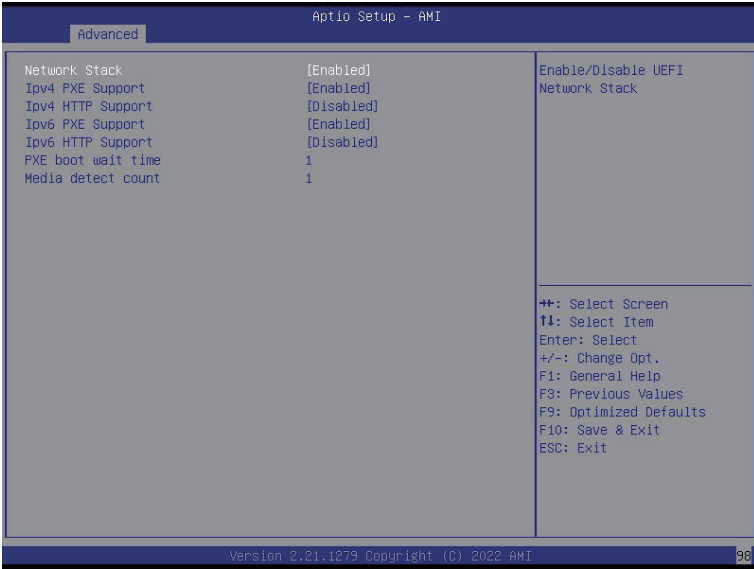 Aptio Setup – AMI
Advanced
Network Stack [Enabled]
Ipv4 PXE Support [Enabled]
Ipv4 HTTP Support [Disabled]
Ipv6 PXE Support [Enabled]
Ipv6 HTTP Support [Disabled]
PXE boot wait time 1
Media detect count 1
Enable/Disable UEFI
Network Stack
→←: Select Screen
↑↓: Select Item
Enter: Select
+/-: Change Opt.
F1: General Help
F3: Previous Values
F9: Optimized Defaults
F10: Save & Exit
ESC: Exit
Version 2.21.1279 Copyright (C) 2022 AMI
98